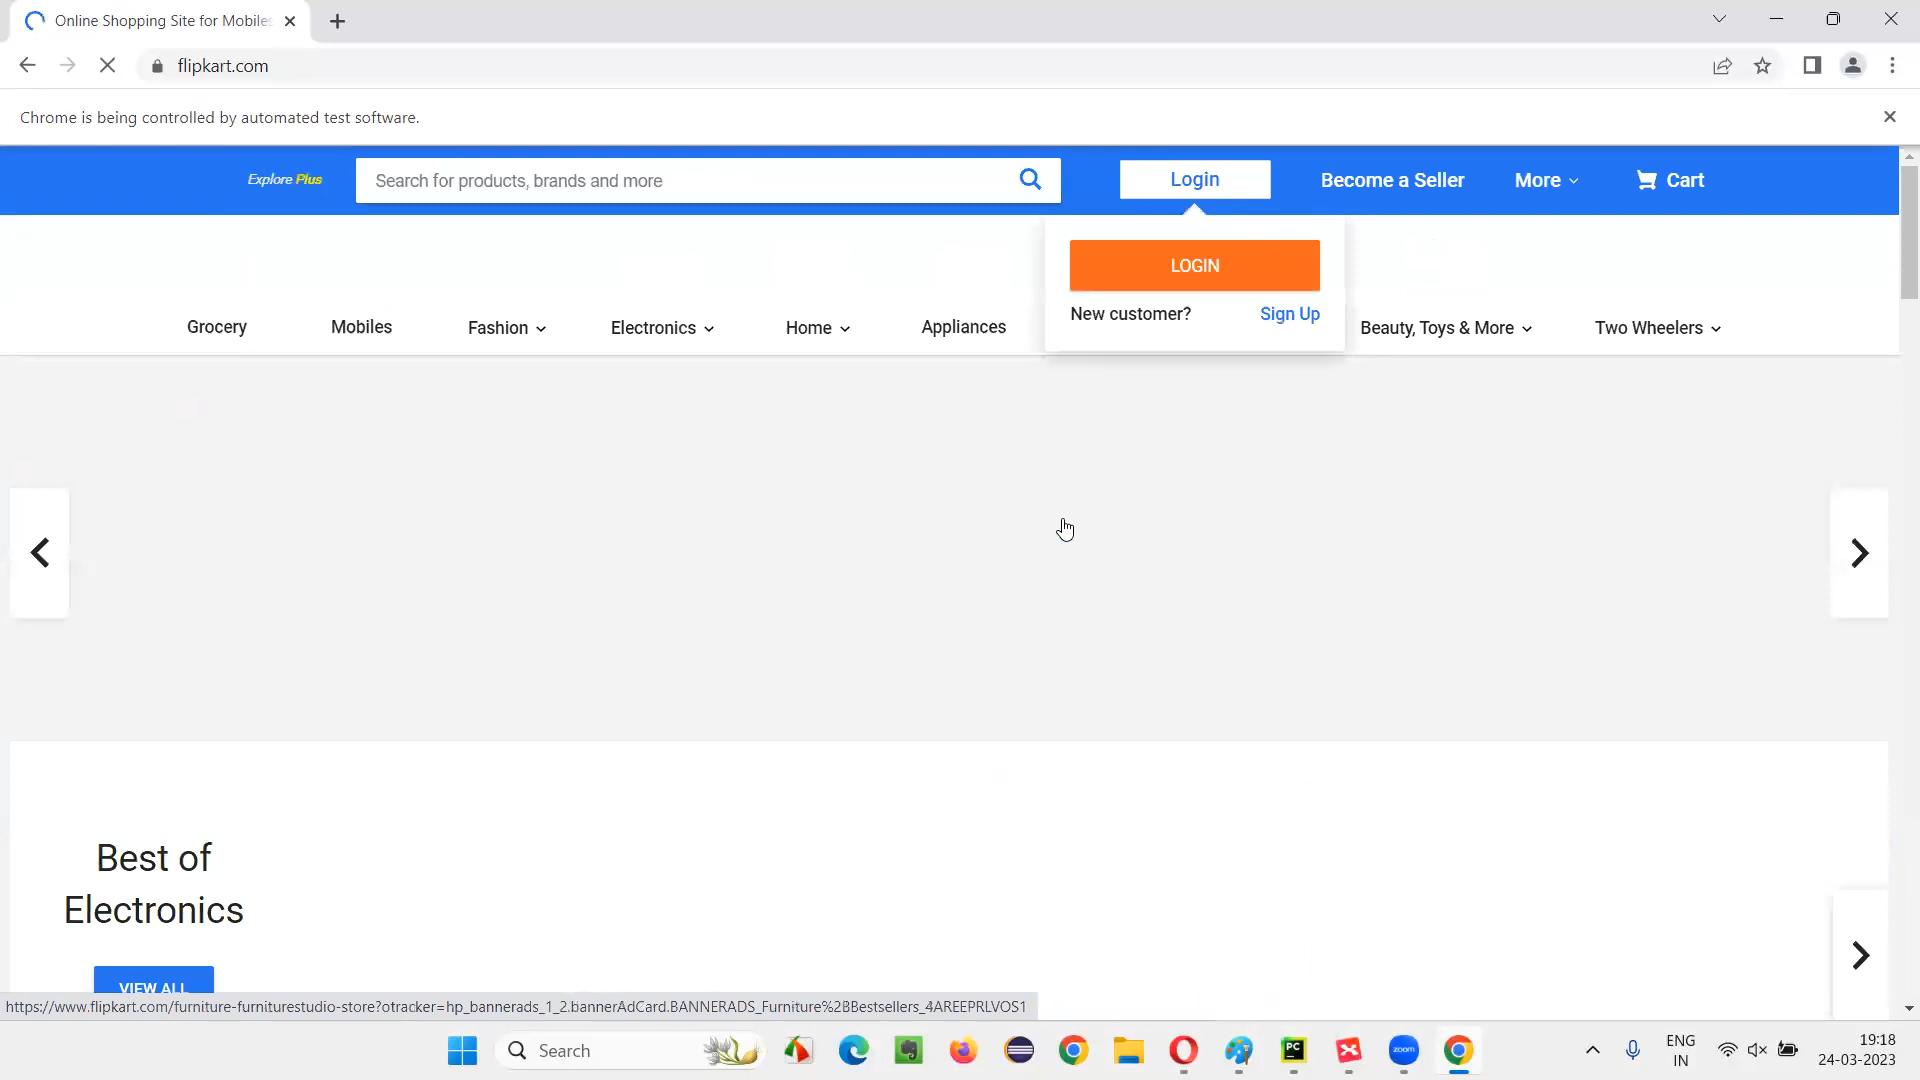 Online Shopping Site for Mobiles
flipkart.com
Chrome is being controlled by automated test software.
Explore Plus
Search for products, brands and more
Login
Become a Seller
More
Cart
LOGIN
New customer?
Sign Up
Grocery
Mobiles
Fashion
Electronics
Home
Appliances
Beauty, Toys & More
Two Wheelers
Best of
Electronics
VIEW ALL
https://www.flipkart.com/furniture-furniturestudio-store?otracker=hp_bannerads_1_2.bannerAdCard.BANNERADS_Furniture%2BBestsellers_4AREEPRLVOS1
Search
PC
zoom
ENG
IN
19:18
24-03-2023